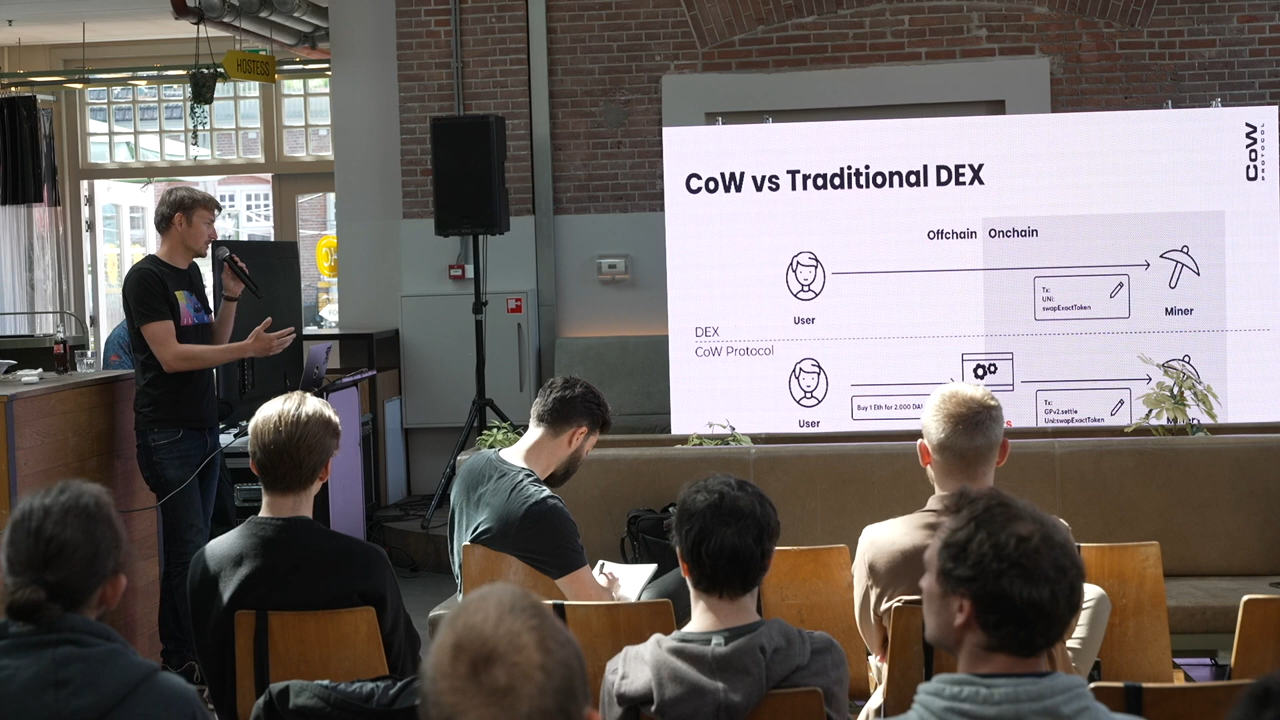 HOSTESS
CoW vs Traditional DEX
CoW
PROTOCOL
Offchain Onchain
Tx:
UNI:
swapExactToken
User
Miner
DEX
CoW Protocol
Buy 1 Eth for 2.000 DAI
Tx:
GPv2.settle
Uni:swapExactToken
User